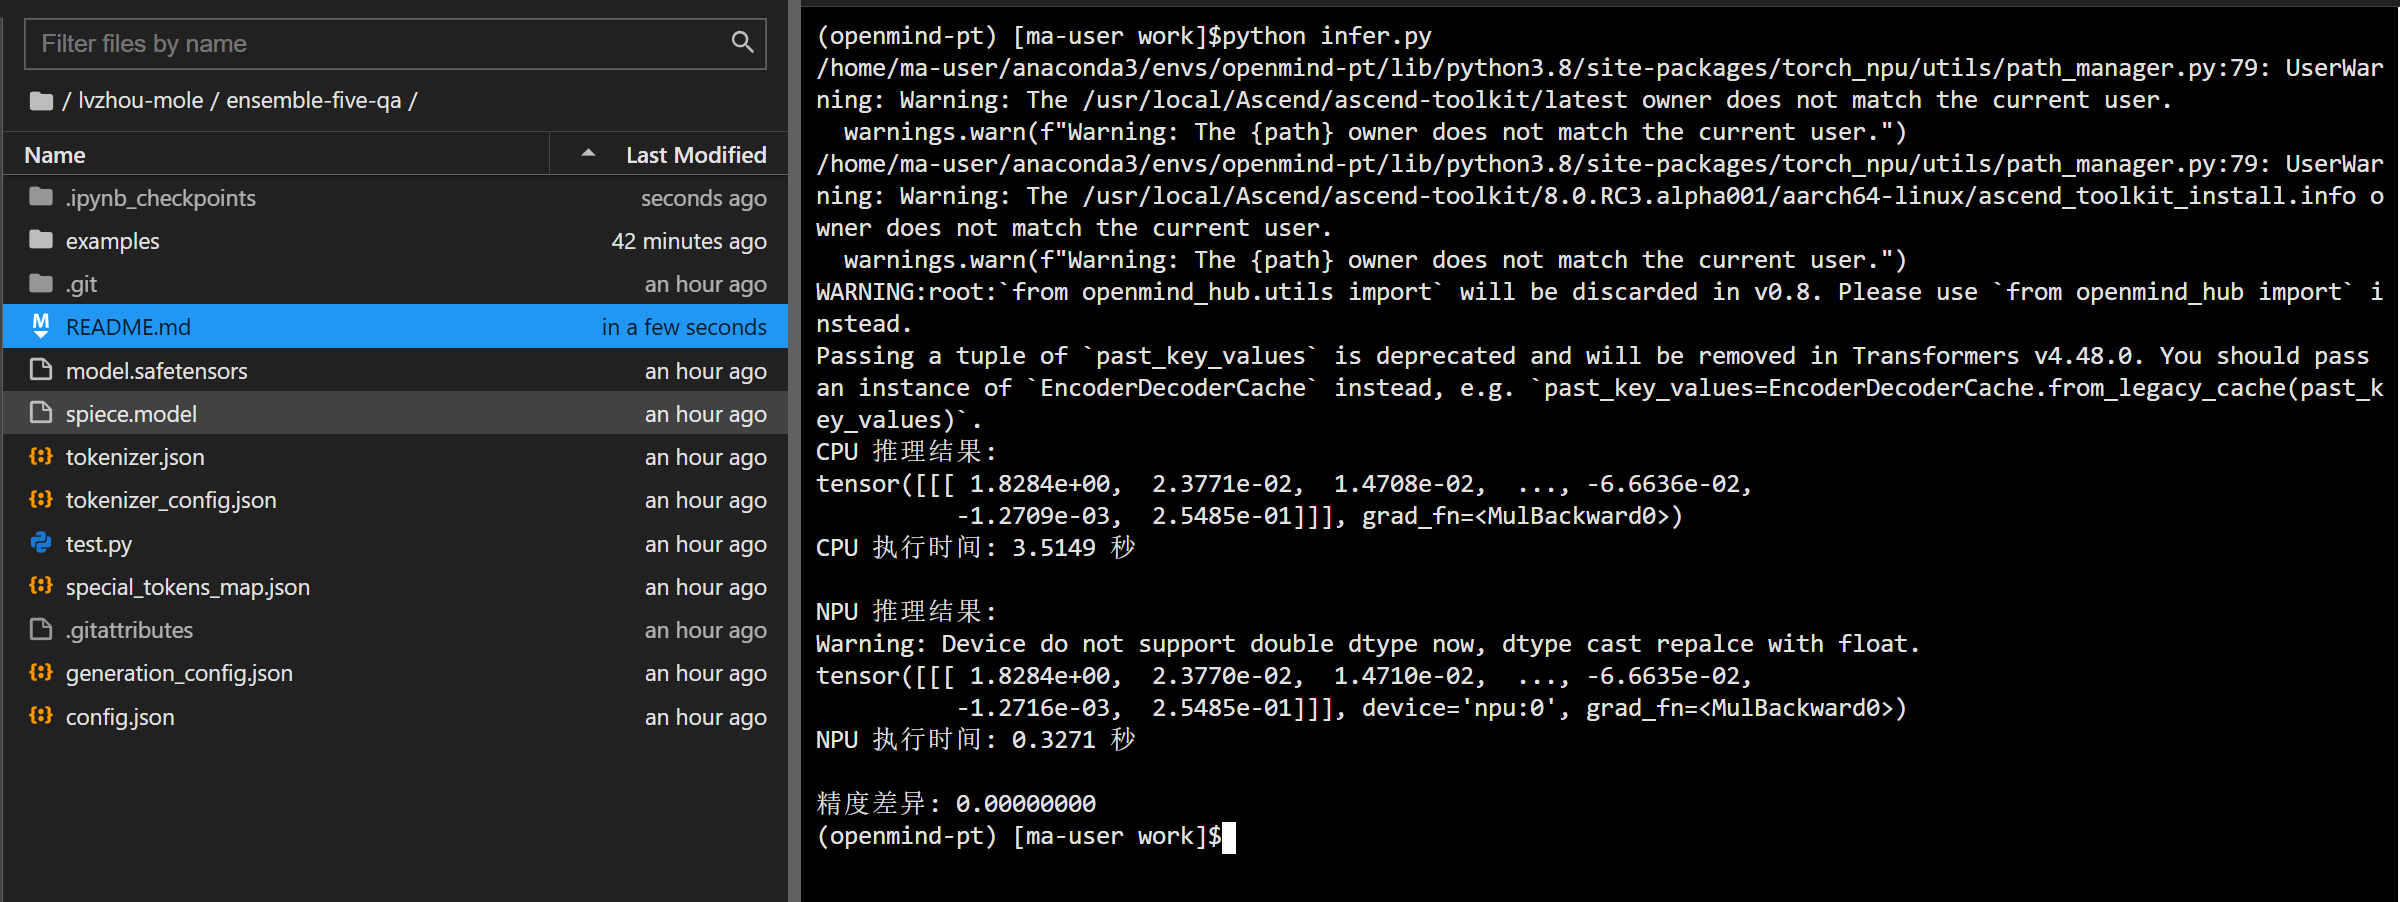 Filter files by name
/ lvzhou-mole / ensemble-five-qa /
Name Last Modified
.ipynb_checkpoints seconds ago
examples 42 minutes ago
.git an hour ago
README.md in a few seconds
model.safetensors an hour ago
spiece.model an hour ago
tokenizer.json an hour ago
tokenizer_config.json an hour ago
test.py an hour ago
special_tokens_map.json an hour ago
.gitattributes an hour ago
generation_config.json an hour ago
config.json an hour ago
(openmind-pt) [ma-user work]$python infer.py
/home/ma-user/anaconda3/envs/openmind-pt/lib/python3.8/site-packages/torch_npu/utils/path_manager.py:79: UserWar
ning: Warning: The /usr/local/Ascend/ascend-toolkit/latest owner does not match the current user.
  warnings.warn(f"Warning: The {path} owner does not match the current user.")
/home/ma-user/anaconda3/envs/openmind-pt/lib/python3.8/site-packages/torch_npu/utils/path_manager.py:79: UserWar
ning: Warning: The /usr/local/Ascend/ascend-toolkit/8.0.RC3.alpha001/aarch64-linux/ascend_toolkit_install.info o
wner does not match the current user.
  warnings.warn(f"Warning: The {path} owner does not match the current user.")
WARNING:root:`from openmind_hub.utils import` will be discarded in v0.8. Please use `from openmind_hub import` i
nstead.
Passing a tuple of `past_key_values` is deprecated and will be removed in Transformers v4.48.0. You should pass
an instance of `EncoderDecoderCache` instead, e.g. `past_key_values=EncoderDecoderCache.from_legacy_cache(past_k
ey_values)`.
CPU 推理结果:
tensor([[[ 1.8284e+00,  2.3771e-02,  1.4708e-02,  ..., -6.6636e-02,
          -1.2709e-03,  2.5485e-01]]], grad_fn=<MulBackward0>)
CPU 执行时间: 3.5149 秒
NPU 推理结果:
Warning: Device do not support double dtype now, dtype cast repalce with float.
tensor([[[ 1.8284e+00,  2.3770e-02,  1.4710e-02,  ..., -6.6635e-02,
          -1.2716e-03,  2.5485e-01]]], device='npu:0', grad_fn=<MulBackward0>)
NPU 执行时间: 0.3271 秒
精度差异: 0.00000000
(openmind-pt) [ma-user work]$